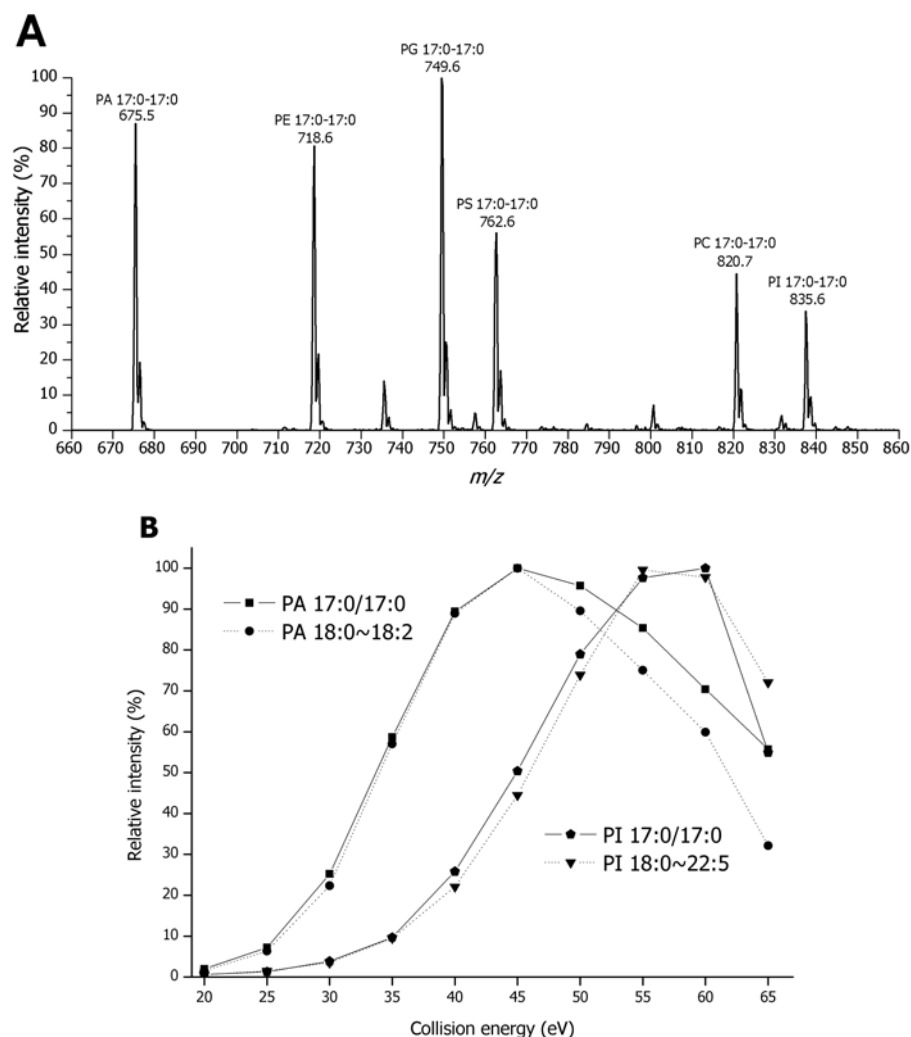 A
PG 17:0-17:0
749.6
PA 17:0-17:0
675.5
PE 17:0-17:0
718.6
PS 17:0-17:0
762.6
PC 17:0-17:0
820.7
PI 17:0-17:0
835.6
Relative intensity (%)
100
90
80
70
60
50
40
30
20
10
0
660 670 680 690 700 710 720 730 740 750 760 770 780 790 800 810 820 830 840 850 860
m/z
B
PA 17:0/17:0
PA 18:0~18:2
PI 17:0/17:0
PI 18:0~22:5
Relative intensity (%)
100
90
80
70
60
50
40
30
20
10
0
20 25 30 35 40 45 50 55 60 65
Collision energy (eV)